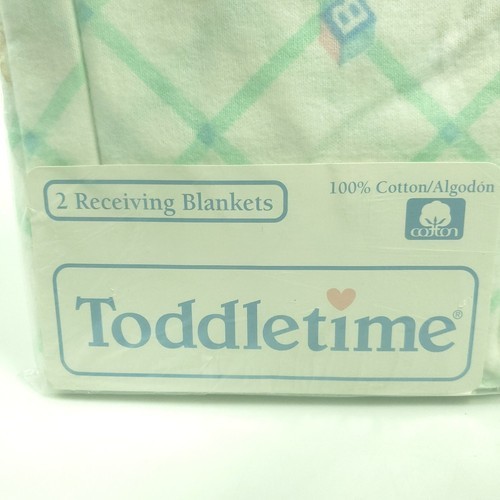 B
2 Receiving Blankets
100% Cotton/Algodón
cotton
Toddletime®